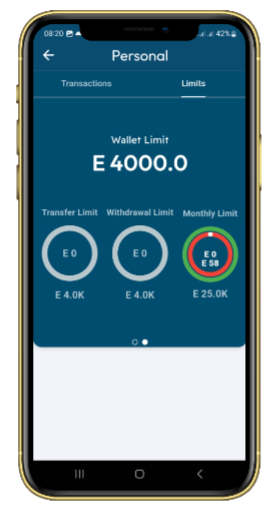 08:20 42%
Personal
Transactions Limits
Wallet Limit
E 4000.0
Transfer Limit Withdrawal Limit Monthly Limit
E 0 E 0 E 0
E 58
E 4.0K E 4.0K E 25.0K